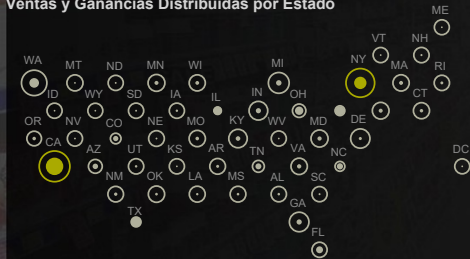 Ventas y Ganancias Distribuidas por Estado
ME
VT NH
WA MT ND MN WI MI NY MA RI
ID WY SD IA IL IN OH CT
OR NV CO NE MO KY WV MD DE
CA AZ UT KS AR TN VA NC DC
NM OK LA MS AL SC
TX GA
FL